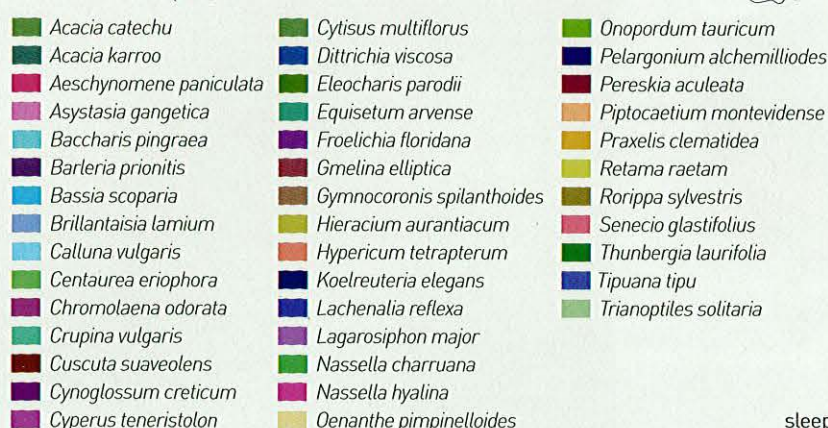 Acacia catechu
Acacia karroo
Aeschynomene paniculata
Asystasia gangetica
Baccharis pingraea
Barleria prionitis
Bassia scoparia
Brillantaisia lamium
Calluna vulgaris
Centaurea eriophora
Chromolaena odorata
Crupina vulgaris
Cuscuta suaveolens
Cynoglossum creticum
Cyperus teneristolon
Cytisus multiflorus
Dittrichia viscosa
Eleocharis parodii
Equisetum arvense
Froelichia floridana
Gmelina elliptica
Gymnocoronis spilanthoides
Hieracium aurantiacum
Hypericum tetrapterum
Koelreuteria elegans
Lachenalia reflexa
Lagarosiphon major
Nassella charruana
Nassella hyalina
Oenanthe pimpinelloides
Onopordum tauricum
Pelargonium alchemilliodes
Pereskia aculeata
Piptocaetium montevidense
Praxelis clematidea
Retama raetam
Rorippa sylvestris
Senecio glastifolius
Thunbergia laurifolia
Tipuana tipu
Trianoptiles solitaria
sleep